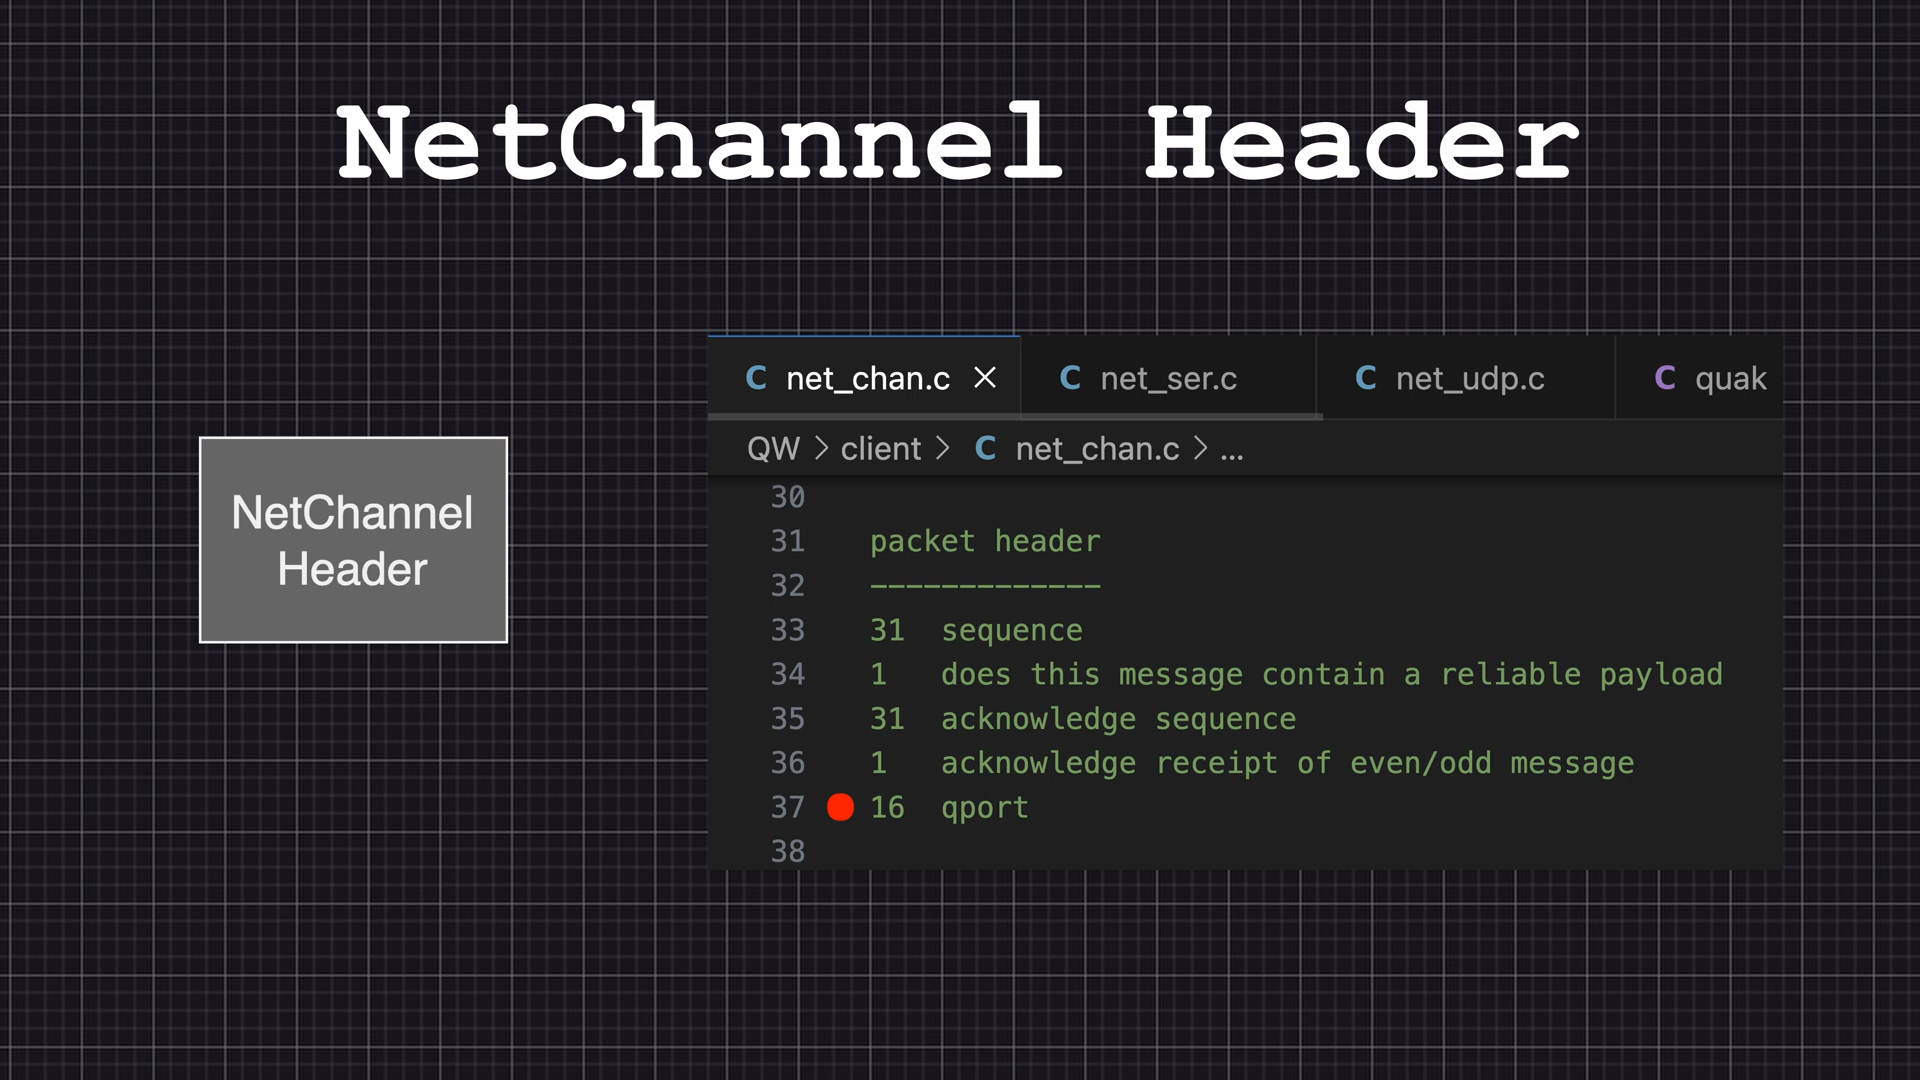 NetChannel Header
NetChannel
Header
C net_chan.c × C net_ser.c C net_udp.c C quak
QW > client > C net_chan.c > ...
30
31 packet header
32 -------------
33 31 sequence
34 1 does this message contain a reliable payload
35 31 acknowledge sequence
36 1 acknowledge receipt of even/odd message
37 16 qport
38